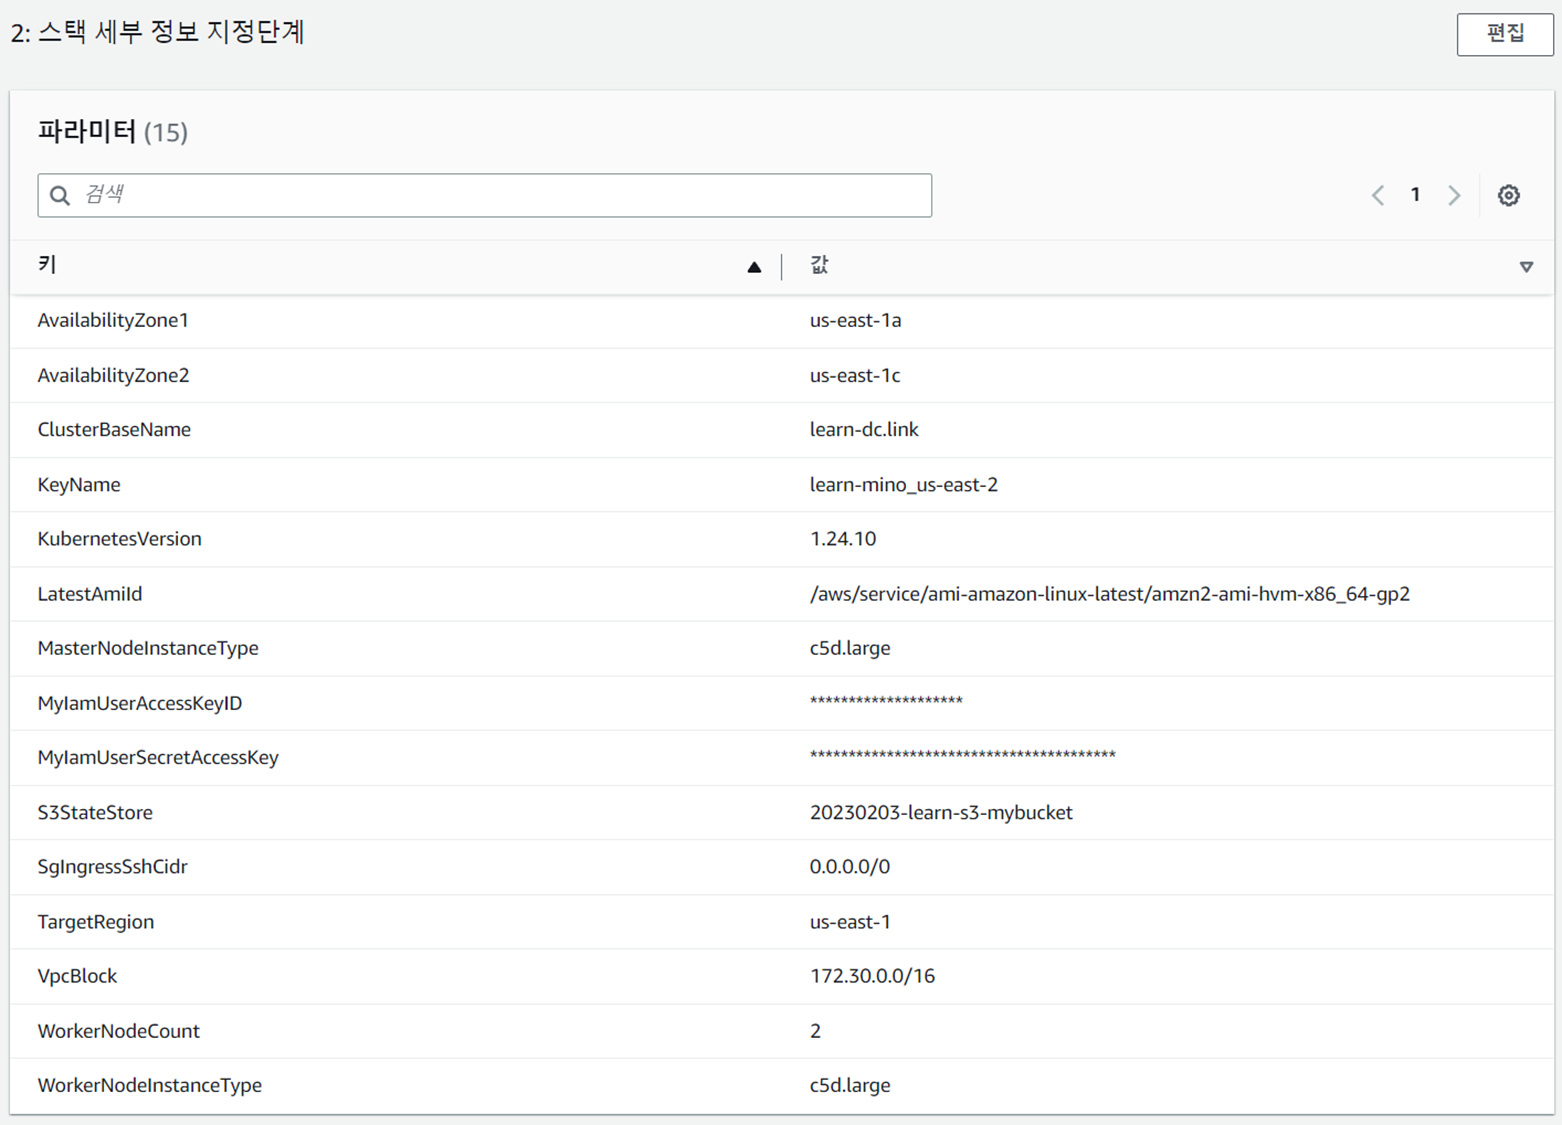 2: 스택 세부 정보 지정단계
편집
파라미터 (15)
검색
1
키 값
AvailabilityZone1 us-east-1a
AvailabilityZone2 us-east-1c
ClusterBaseName learn-dc.link
KeyName learn-mino_us-east-2
KubernetesVersion 1.24.10
LatestAmiId /aws/service/ami-amazon-linux-latest/amzn2-ami-hvm-x86_64-gp2
MasterNodeInstanceType c5d.large
MyIamUserAccessKeyID ********************
MyIamUserSecretAccessKey ****************************************
S3StateStore 20230203-learn-s3-mybucket
SgIngressSshCidr 0.0.0.0/0
TargetRegion us-east-1
VpcBlock 172.30.0.0/16
WorkerNodeCount 2
WorkerNodeInstanceType c5d.large